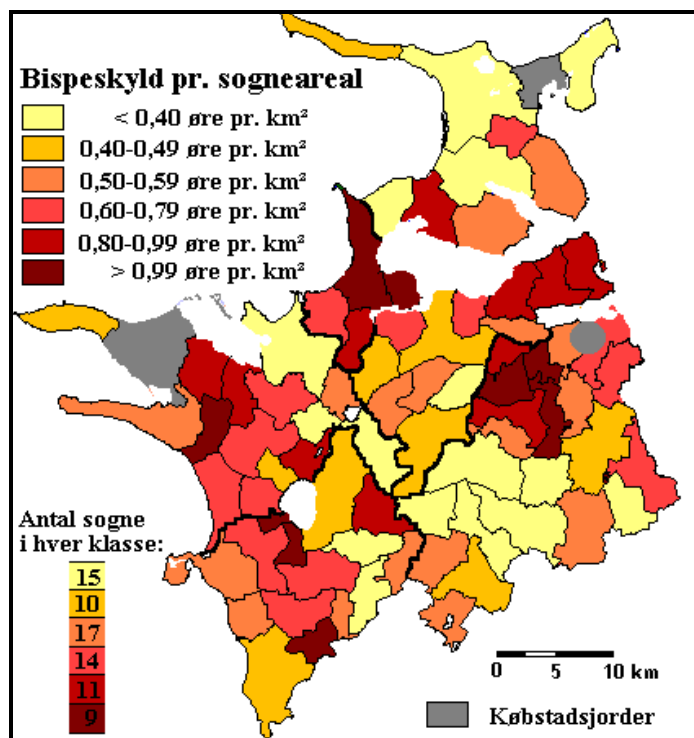 Bispeskyld pr. sogneareal
< 0,40 øre pr. km²
0,40-0,49 øre pr. km²
0,50-0,59 øre pr. km²
0,60-0,79 øre pr. km²
0,80-0,99 øre pr. km²
> 0,99 øre pr. km²
Antal sogne
i hver klasse:
15
10
17
14
11
9
0 5 10 km
Købstadsjorder